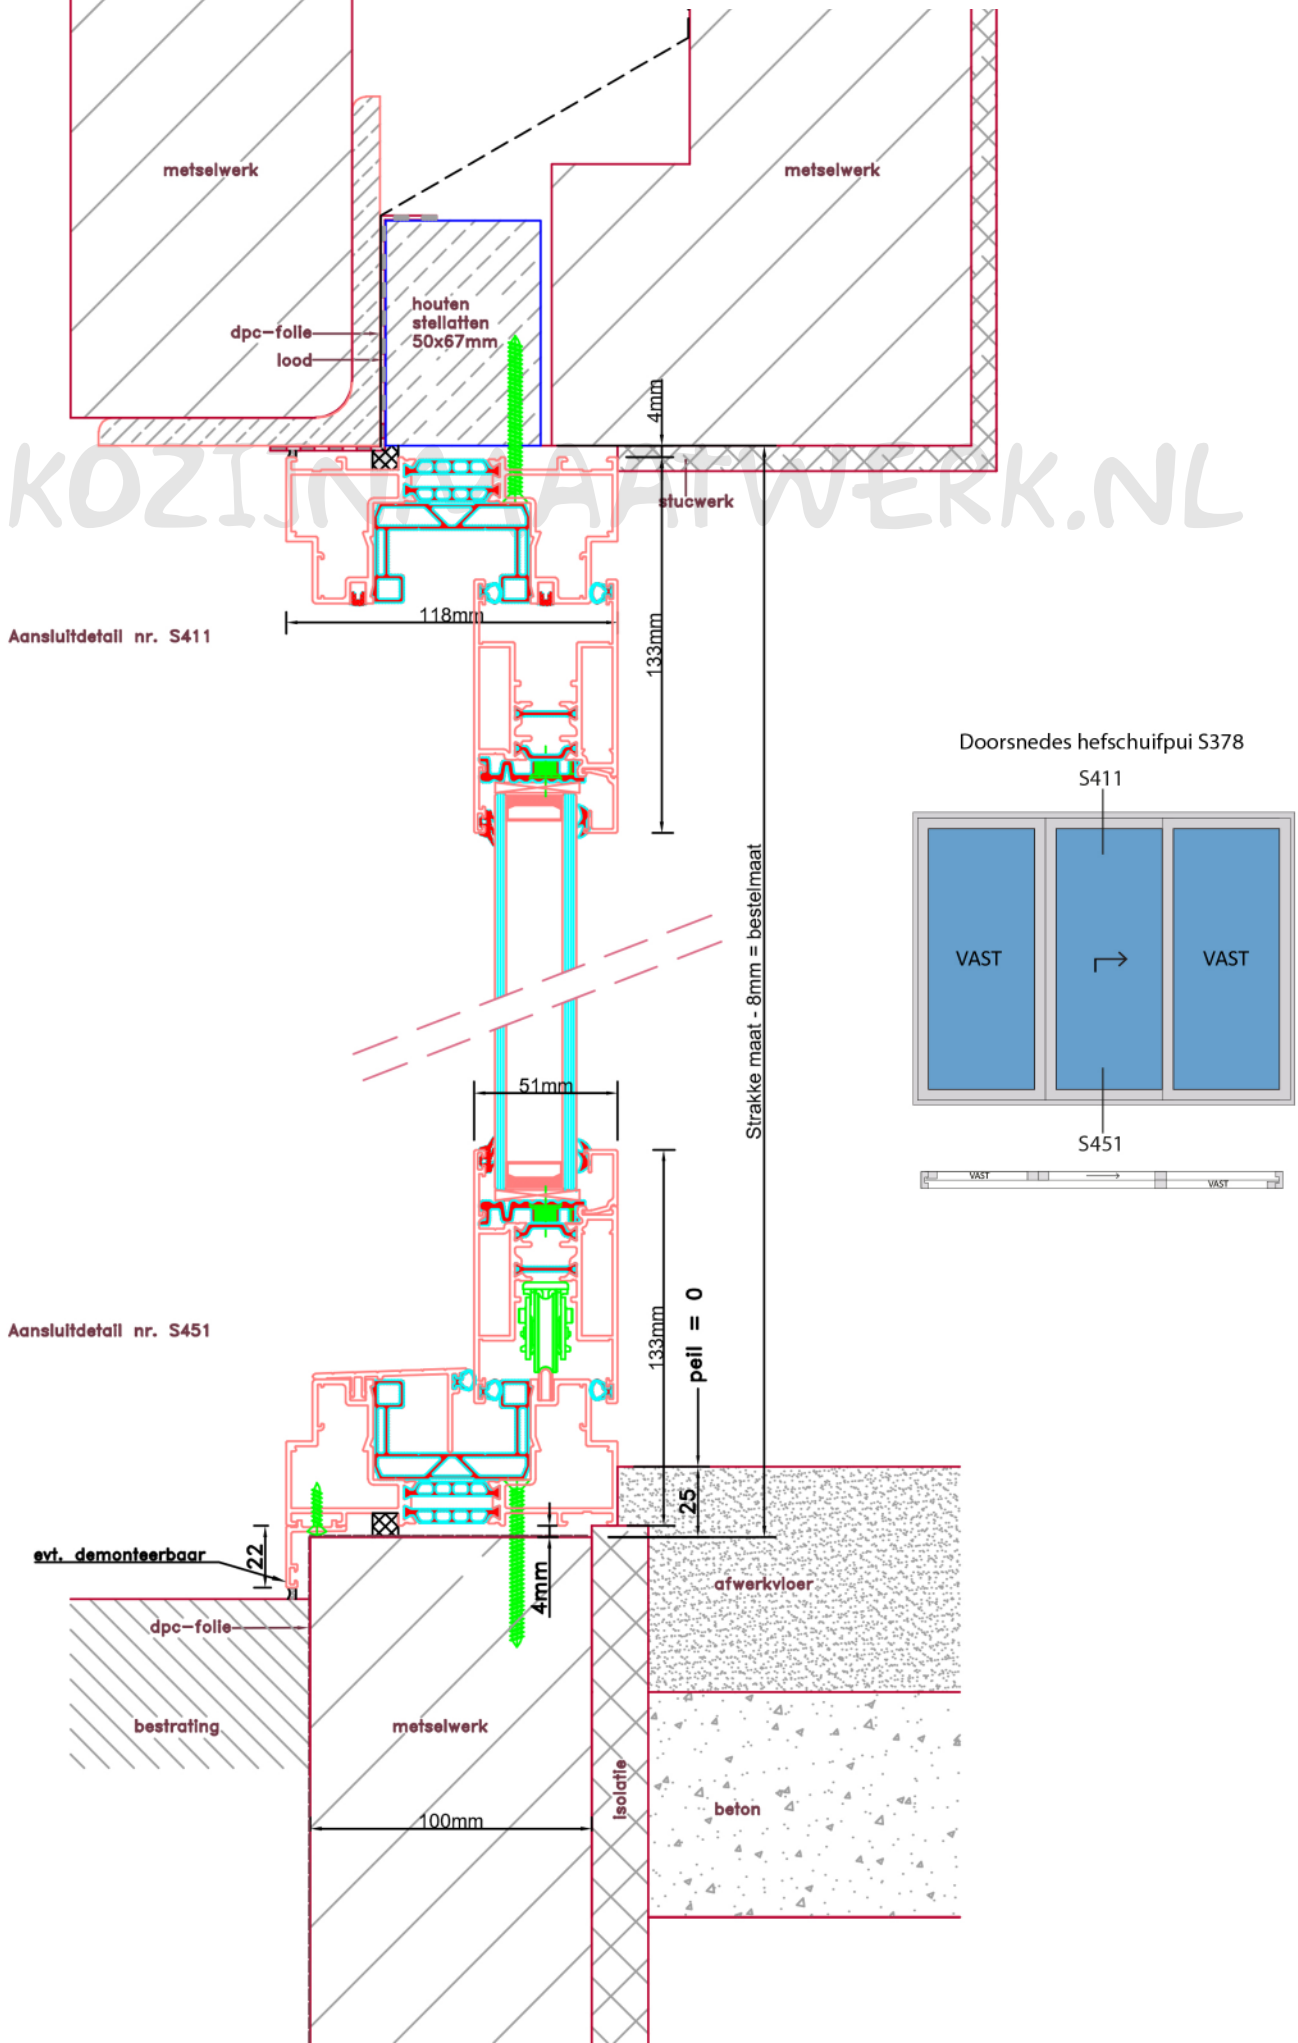 metselwerk
metselwerk
houten
stellatten
50x67mm
dpc-folie
lood
4mm
KOZIJNMAATWERK.NL
stucwerk
118mm
Aansluitdetail nr. S411
133mm
Doorsnedes hefschuifpui S378
S411
Strakke maat - 8mm = bestelmaat
VAST
VAST
51mm
S451
VAST
VAST
peil = 0
Aansluitdetail nr. S451
133mm
25
22
evt. demonteerbaar
4mm
afwerkvloer
dpc-folie
bestrating
metselwerk
isolatie
beton
100mm